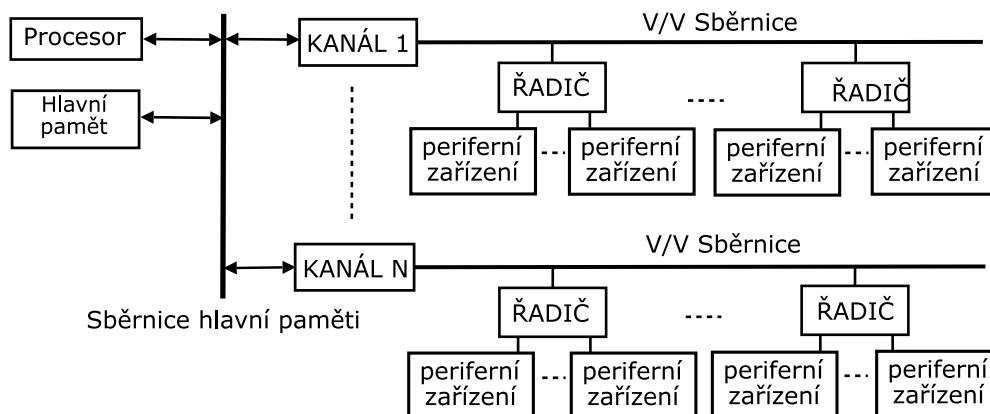 V/V Sběrnice
Procesor
KANÁL 1
ŘADIČ
ŘADIČ
Hlavní
paměť
periferní
zařízení
periferní
zařízení
periferní
zařízení
periferní
zařízení
V/V Sběrnice
KANÁL N
ŘADIČ
ŘADIČ
Sběrnice hlavní paměti
periferní
zařízení
periferní
zařízení
periferní
zařízení
periferní
zařízení